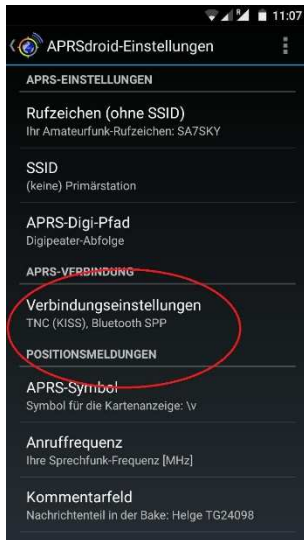 11:07
APRSdroid-Einstellungen
APRS-EINSTELLUNGEN
Rufzeichen (ohne SSID)
Ihr Amateurfunk-Rufzeichen: SA7SKY
SSID
(keine) Primärstation
APRS-Digi-Pfad
Digipeater-Abfolge
APRS-VERBINDUNG
Verbindungseinstellungen
TNC (KISS), Bluetooth SPP
POSITIONSMELDUNGEN
APRS-Symbol
Symbol für die Kartenanzeige: \v
Anruffrequenz
Ihre Sprechfunk-Frequenz [MHz]
Kommentarfeld
Nachrichtenteil in der Bake: Helge TG24098